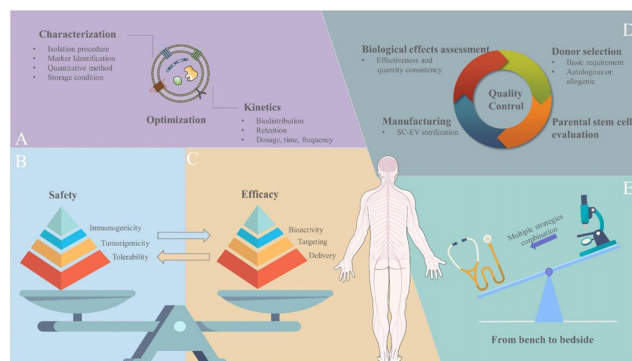 Characterization
• Isolation procedure
• Marker Identification
• Quantitative method
• Storage condition
Optimization
Kinetics
• Biodistribution
• Retention
• Dosage, time, frequency
A
D
Biological effects assessment
• Effectiveness and
quantity consistency
Donor selection
• Basic requirement
• Autologous or
allogenic
Quality
Control
Manufacturing
• SC-EV sterilization
Parental stem cell
evaluation
B
Safety
Immunogenicity
Tumorigenicity
Tolerability
C
Efficacy
Bioactivity
Targeting
Delivery
E
Multiple strategies
combination
From bench to bedside